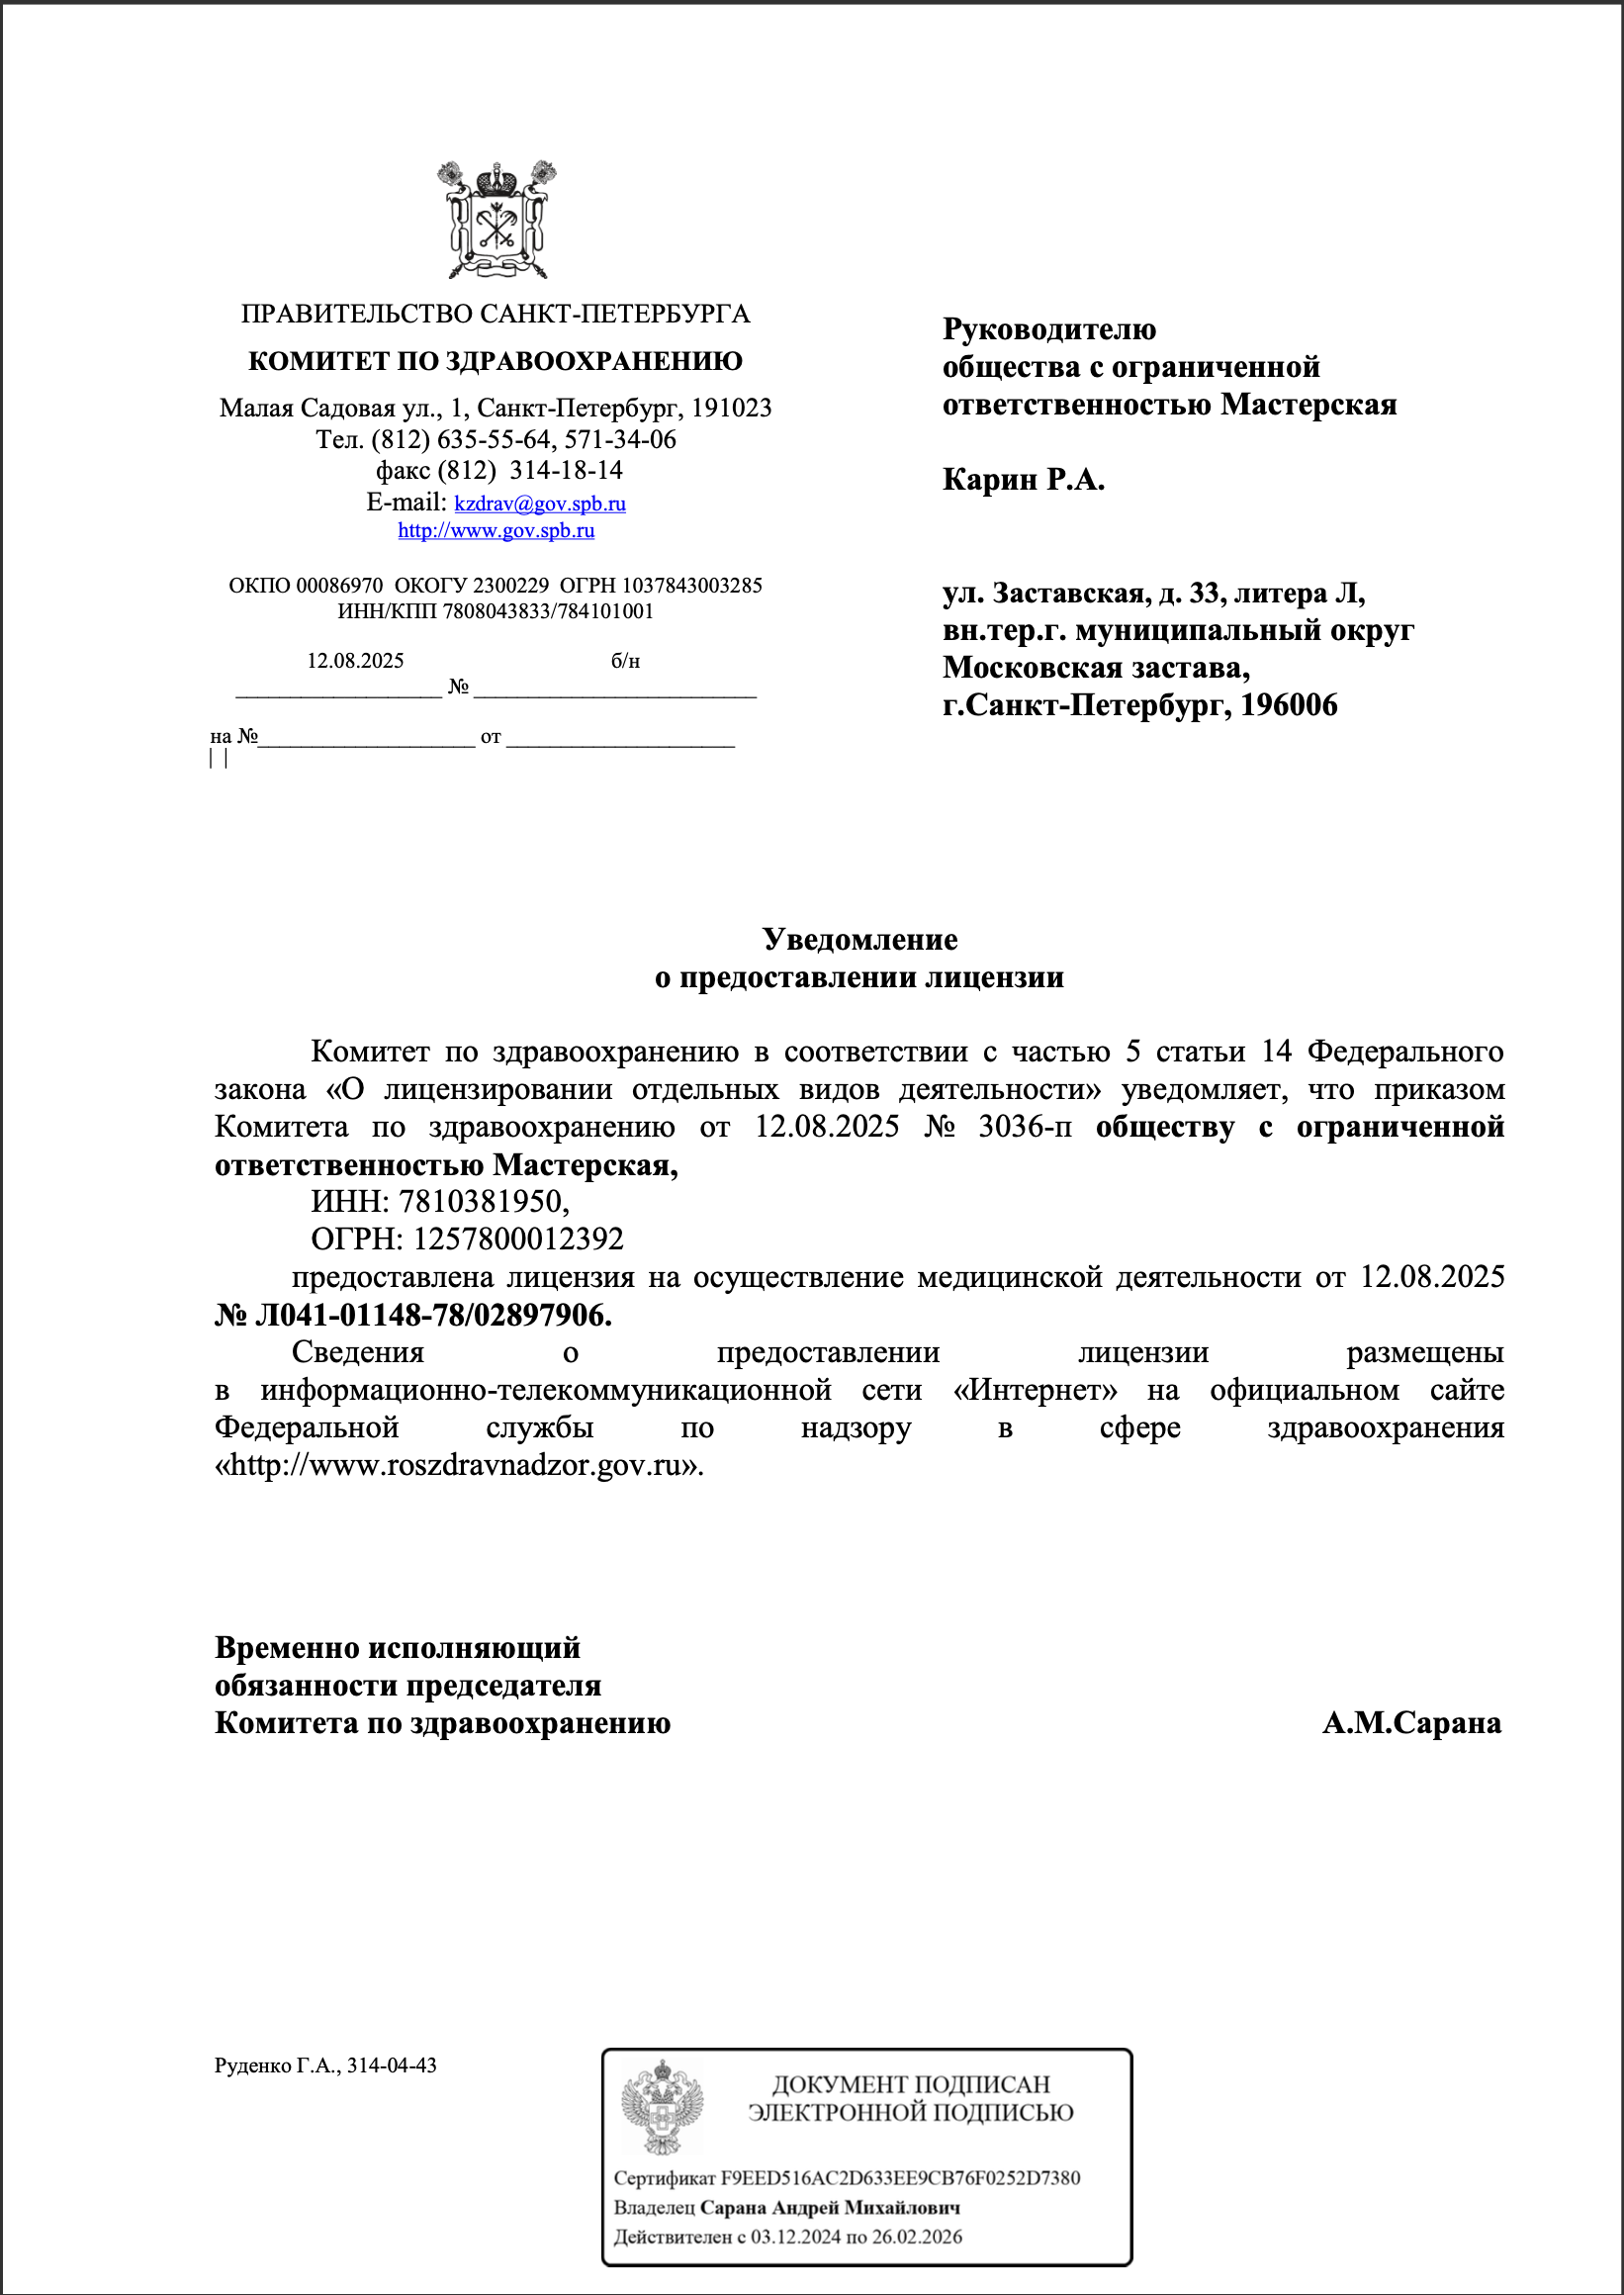 ПРАВИТЕЛЬСТВО САНКТ-ПЕТЕРБУРГА
КОМИТЕТ ПО ЗДРАВООХРАНЕНИЮ
Малая Садовая ул., 1, Санкт-Петербург, 191023
Тел. (812) 635-55-64, 571-34-06
факс (812)  314-18-14
E-mail: kzdrav@gov.spb.ru
http://www.gov.spb.ru
ОКПО 00086970  ОКОГУ 2300229  ОГРН 1037843003285
ИНН/КПП 7808043833/784101001
12.08.2025 б/н
___________________ № __________________________
на №____________________ от _____________________
Руководителю
общества с ограниченной
ответственностью Мастерская
Карин Р.А.
ул. Заставская, д. 33, литера Л,
вн.тер.г. муниципальный округ
Московская застава,
г.Санкт-Петербург, 196006
Уведомление
о предоставлении лицензии
Комитет по здравоохранению в соответствии с частью 5 статьи 14 Федерального
закона «О лицензировании отдельных видов деятельности» уведомляет, что приказом
Комитета по здравоохранению от 12.08.2025 № 3036-п обществу с ограниченной
ответственностью Мастерская,
ИНН: 7810381950,
ОГРН: 1257800012392
предоставлена лицензия на осуществление медицинской деятельности от 12.08.2025
№ Л041-01148-78/02897906.
Сведения о предоставлении лицензии размещены
в информационно-телекоммуникационной сети «Интернет» на официальном сайте
Федеральной службы по надзору в сфере здравоохранения
«http://www.roszdravnadzor.gov.ru».
Временно исполняющий
обязанности председателя
Комитета по здравоохранению А.М.Сарана
Руденко Г.А., 314-04-43
ДОКУМЕНТ ПОДПИСАН
ЭЛЕКТРОННОЙ ПОДПИСЬЮ
Сертификат F9EED516AC2D633EE9CB76F0252D7380
Владелец Сарана Андрей Михайлович
Действителен с 03.12.2024 по 26.02.2026